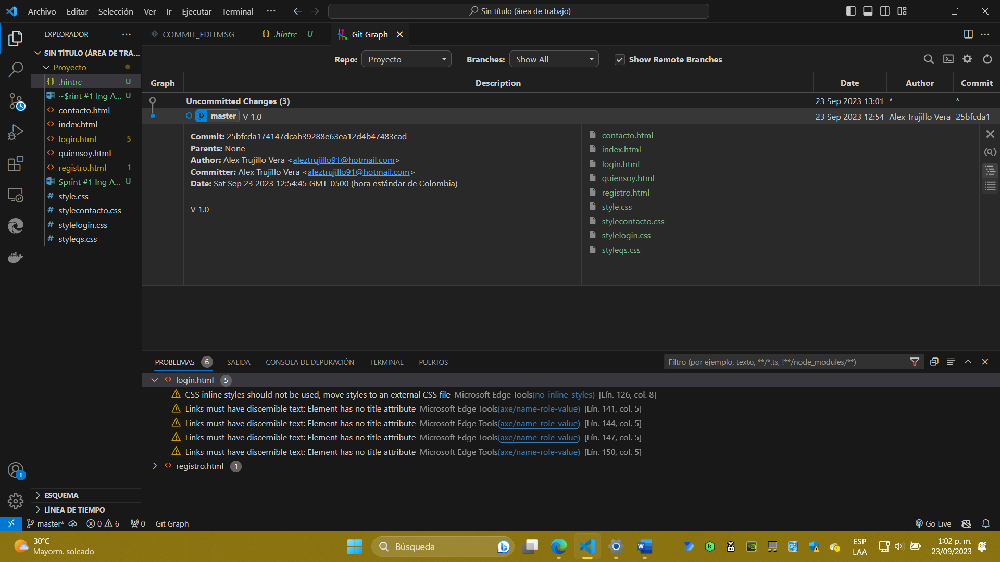 Archivo Editar Selección Ver Ir Ejecutar Terminal ··· Sin título (área de trabajo)
EXPLORADOR ···
SIN TÍTULO (ÁREA DE TRA...
Proyecto
{} .hintrc U
~$rint #1 Ing A... U
contacto.html
index.html
login.html 5
quiensoy.html
registro.html 1
Sprint #1 Ing A... U
# style.css
# stylecontacto.css
# stylelogin.css
# styleqs.css
ESQUEMA
LÍNEA DE TIEMPO
COMMIT_EDITMSG {} .hintrc U Git Graph
Repo: Proyecto Branches: Show All Show Remote Branches
Graph Description Date Author Commit
Uncommitted Changes (3) 23 Sep 2023 13:01 * *
master V 1.0 23 Sep 2023 12:54 Alex Trujillo Vera 25bfcda1
Commit: 25bfcda174147dcab39288e63ea12d4b47483cad
Parents: None
Author: Alex Trujillo Vera <aleztrujillo91@hotmail.com>
Committer: Alex Trujillo Vera <aleztrujillo91@hotmail.com>
Date: Sat Sep 23 2023 12:54:45 GMT-0500 (hora estándar de Colombia)
V 1.0
contacto.html
index.html
login.html
quiensoy.html
registro.html
style.css
stylecontacto.css
stylelogin.css
styleqs.css
PROBLEMAS 6 SALIDA CONSOLA DE DEPURACIÓN TERMINAL PUERTOS Filtro (por ejemplo, texto, **/*.ts, !**/node_modules/**)
login.html 5
CSS inline styles should not be used, move styles to an external CSS file Microsoft Edge Tools(no-inline-styles) [Lín. 126, col. 8]
Links must have discernible text: Element has no title attribute Microsoft Edge Tools(axe/name-role-value) [Lín. 141, col. 5]
Links must have discernible text: Element has no title attribute Microsoft Edge Tools(axe/name-role-value) [Lín. 144, col. 5]
Links must have discernible text: Element has no title attribute Microsoft Edge Tools(axe/name-role-value) [Lín. 147, col. 5]
Links must have discernible text: Element has no title attribute Microsoft Edge Tools(axe/name-role-value) [Lín. 150, col. 5]
registro.html 1
1
master* 0 6 0 Git Graph Go Live
30°C
Mayorm. soleado
Búsqueda
ESP
LAA
1:02 p. m.
23/09/2023